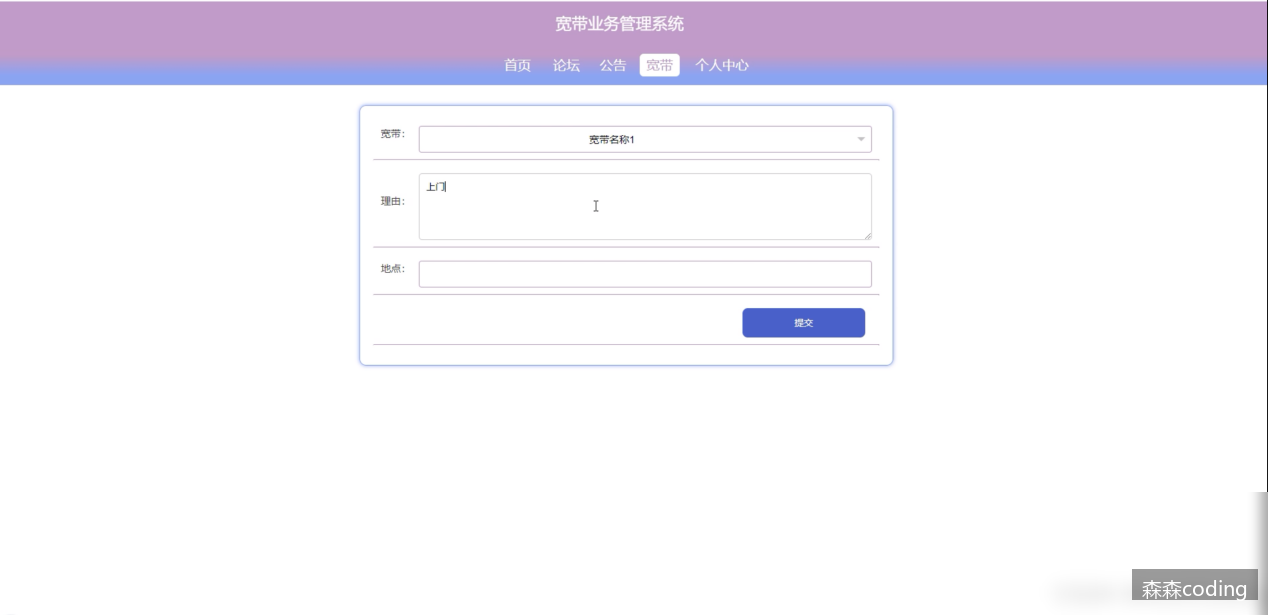 宽带业务管理系统
首页 论坛 公告 宽带 个人中心
宽带： 宽带名称1
理由： 上门
地点：
提交
森森coding